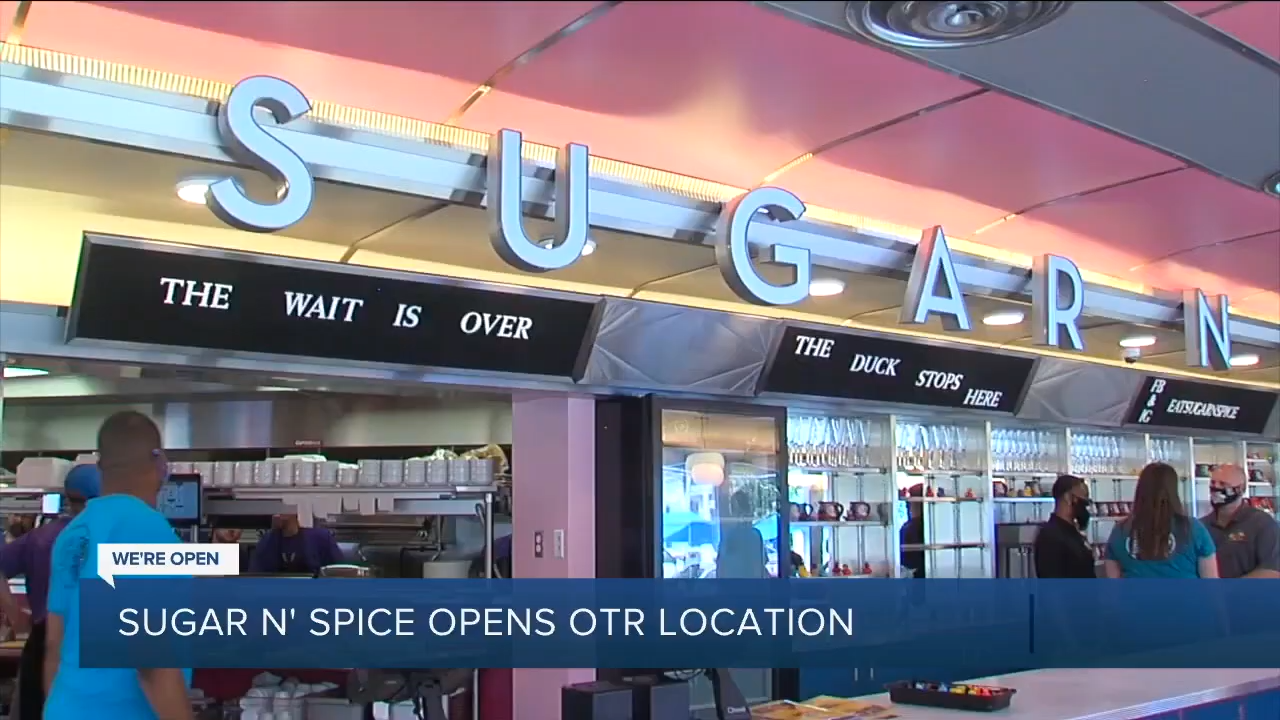 SUGAR N
THE WAIT IS OVER
THE DUCK STOPS HERE
FB & IG EATSUGARNSPICE
WE'RE OPEN
SUGAR N' SPICE OPENS OTR LOCATION